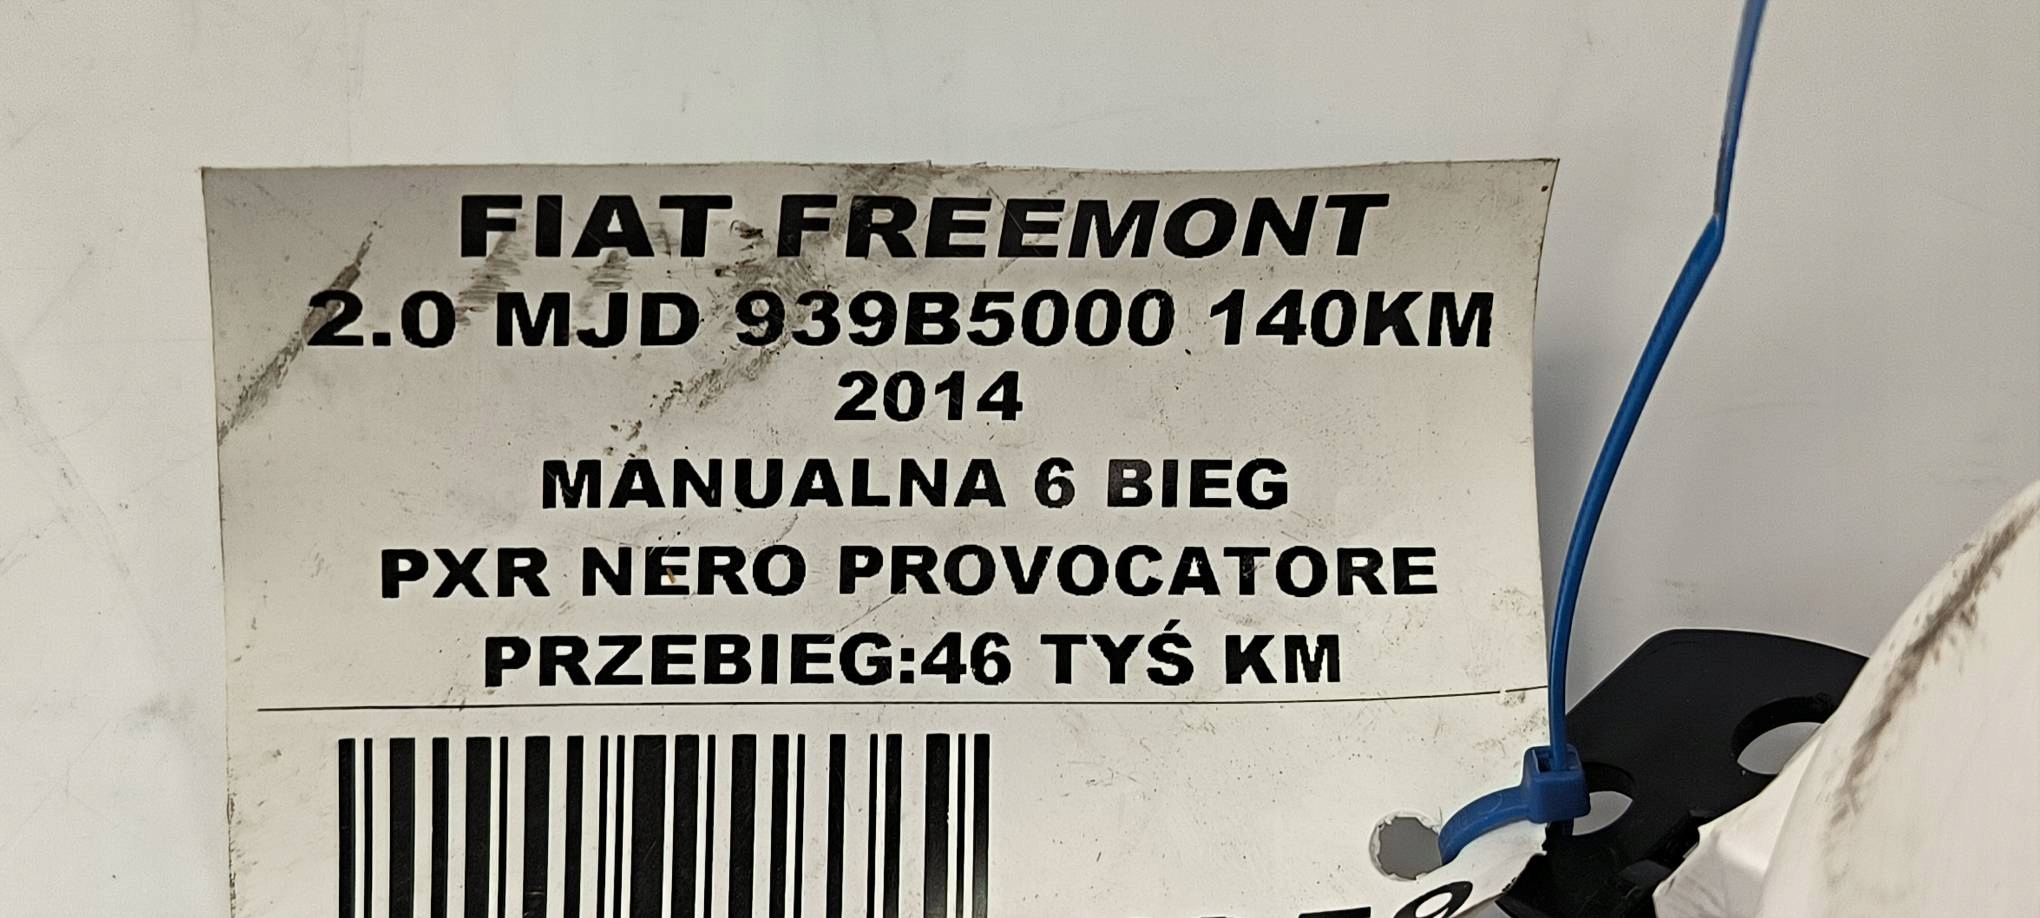 FIAT FREEMONT
2.0 MJD 939B5000 140KM
2014
MANUALNA 6 BIEG
PXR NERO PROVOCATORE
PRZEBIEG:46 TYŚ KM